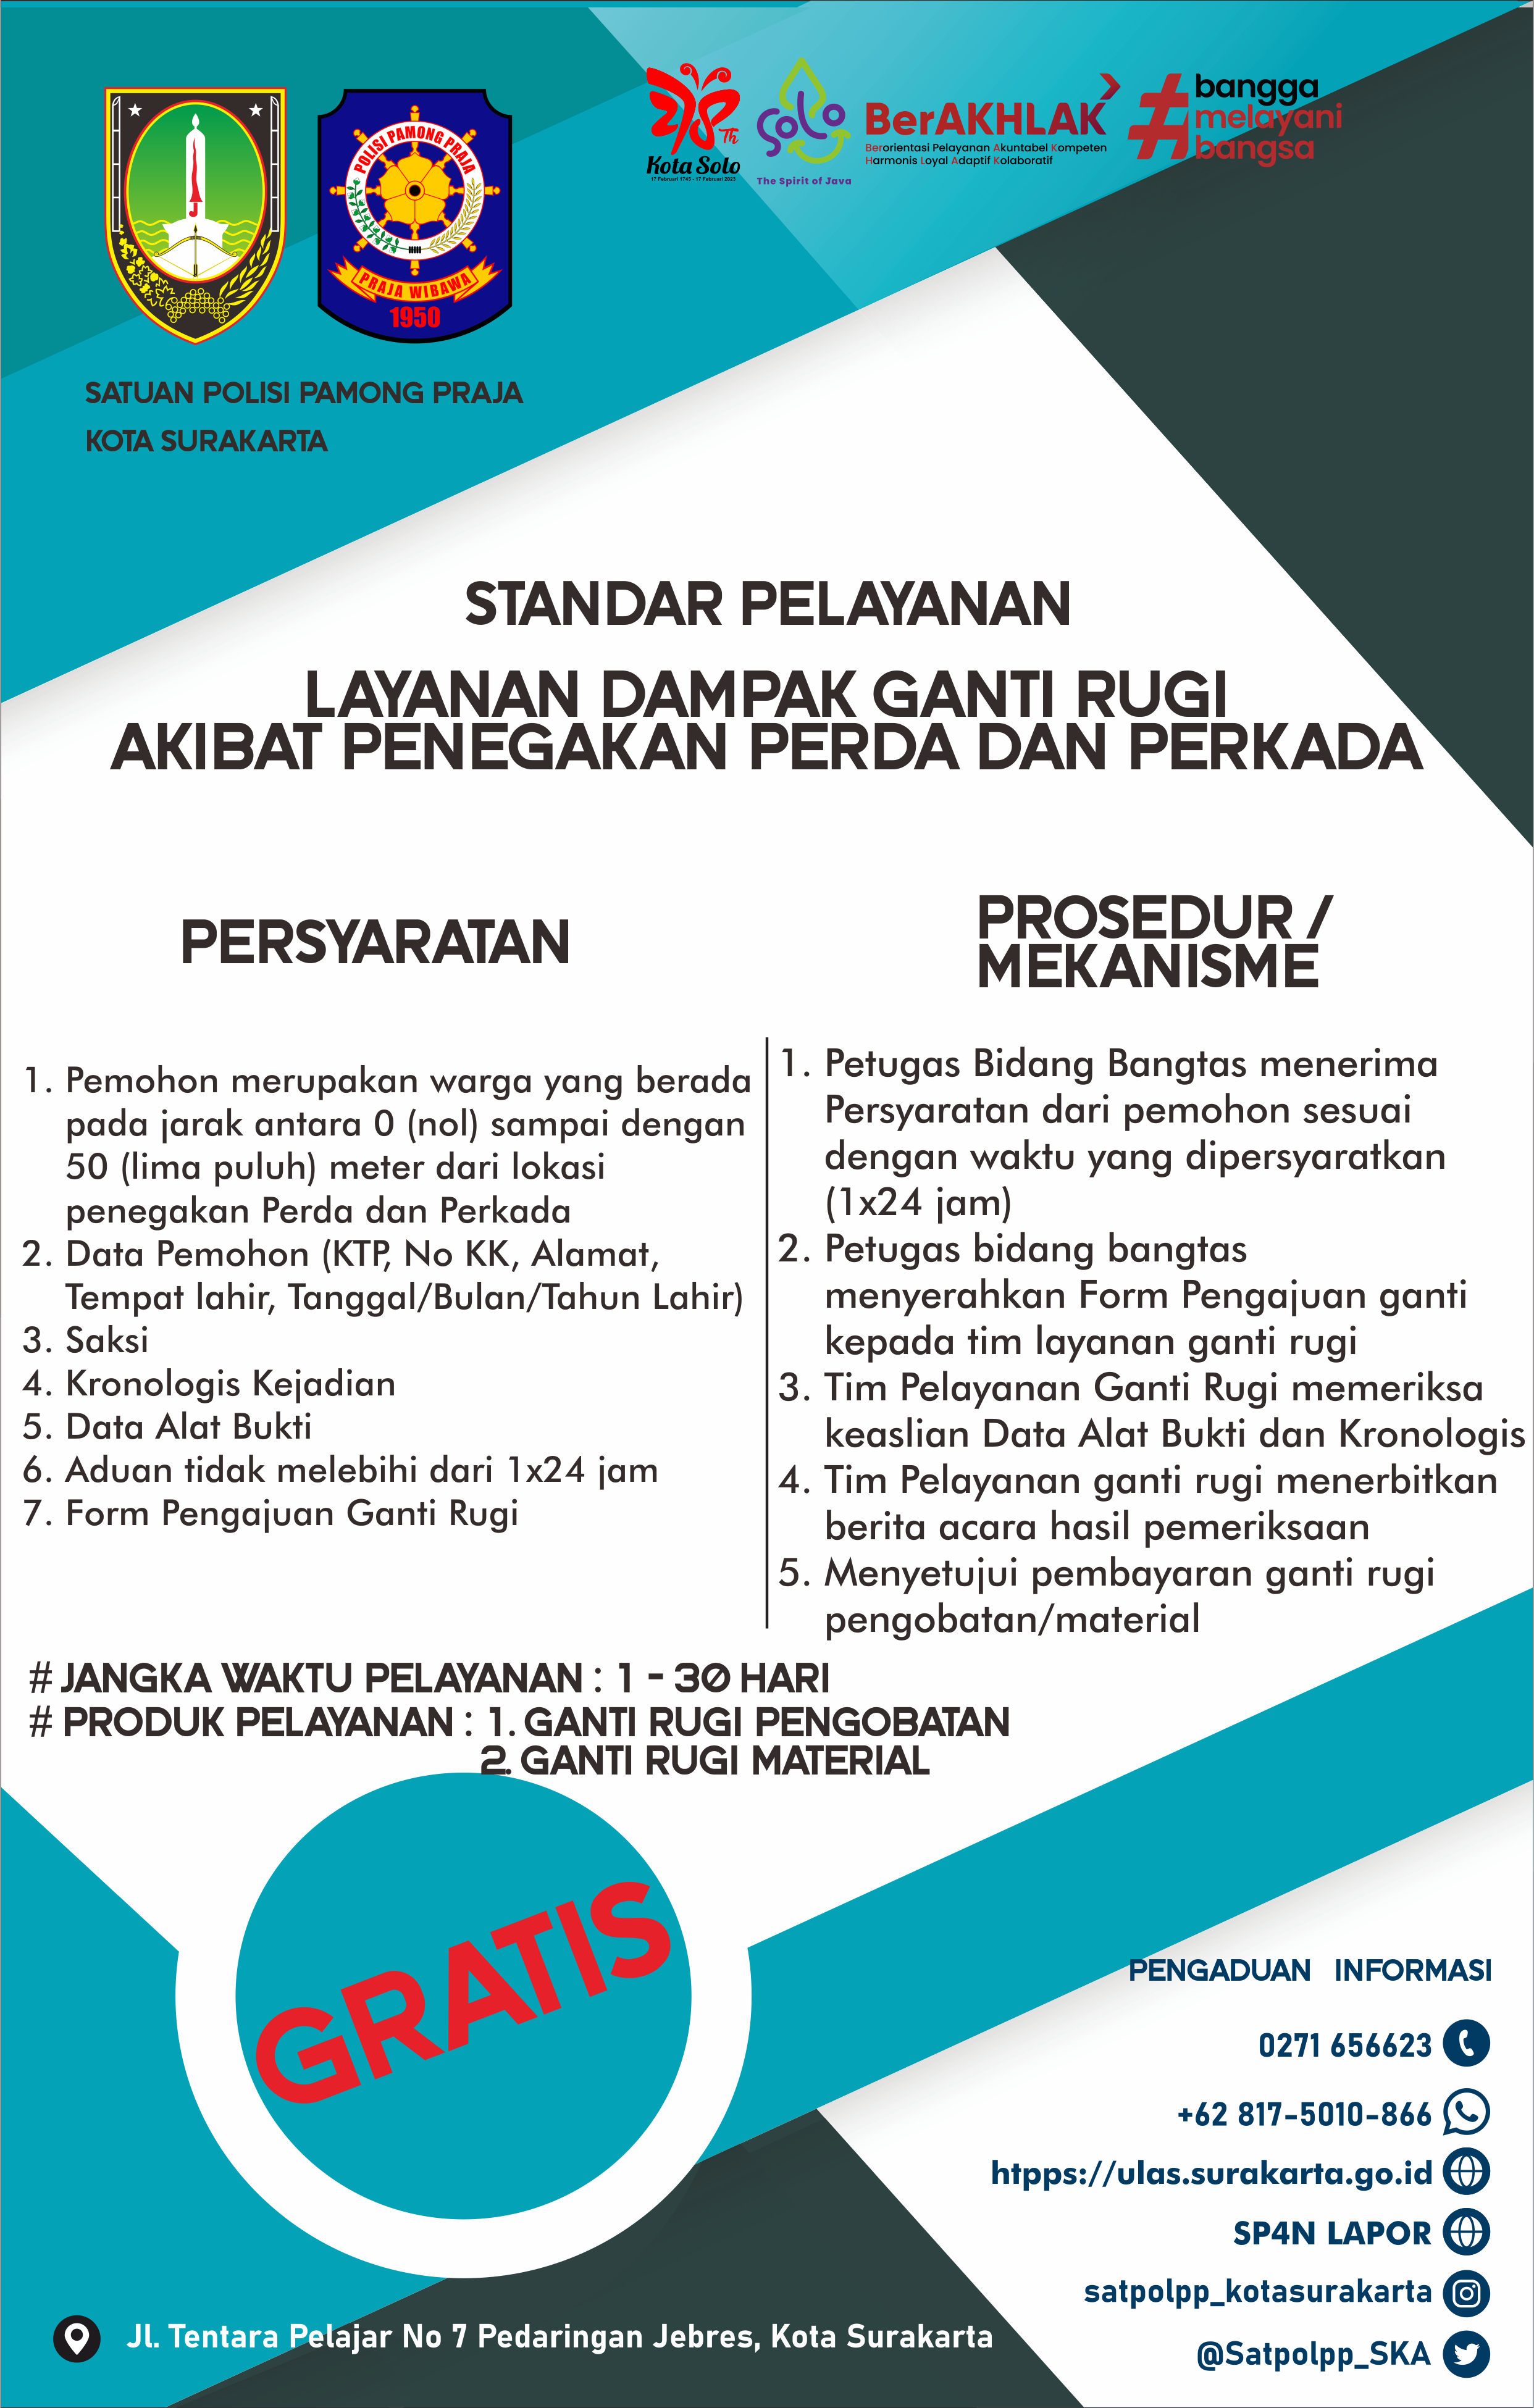 POLISI PAMONG PRAJA
PRAJA WIBAWA
1950
Th
Kota Solo
17 Februari 1745 - 17 Februari 2023
solo
The Spirit of Java
BerAKHLAK
Berorientasi Pelayanan Akuntabel Kompeten
Harmonis Loyal Adaptif Kolaboratif
# bangga
melayani
bangsa
SATUAN POLISI PAMONG PRAJA
KOTA SURAKARTA
STANDAR PELAYANAN
LAYANAN DAMPAK GANTI RUGI
AKIBAT PENEGAKAN PERDA DAN PERKADA
PERSYARATAN
1. Pemohon merupakan warga yang berada
pada jarak antara 0 (nol) sampai dengan
50 (lima puluh) meter dari lokasi
penegakan Perda dan Perkada
2. Data Pemohon (KTP, No KK, Alamat,
Tempat lahir, Tanggal/Bulan/Tahun Lahir)
3. Saksi
4. Kronologis Kejadian
5. Data Alat Bukti
6. Aduan tidak melebihi dari 1x24 jam
7. Form Pengajuan Ganti Rugi
PROSEDUR /
MEKANISME
1. Petugas Bidang Bangtas menerima
Persyaratan dari pemohon sesuai
dengan waktu yang dipersyaratkan
(1x24 jam)
2. Petugas bidang bangtas
menyerahkan Form Pengajuan ganti
kepada tim layanan ganti rugi
3. Tim Pelayanan Ganti Rugi memeriksa
keaslian Data Alat Bukti dan Kronologis
4. Tim Pelayanan ganti rugi menerbitkan
berita acara hasil pemeriksaan
5. Menyetujui pembayaran ganti rugi
pengobatan/material
# JANGKA WAKTU PELAYANAN : 1 - 30 HARI
# PRODUK PELAYANAN : 1. GANTI RUGI PENGOBATAN
2. GANTI RUGI MATERIAL
GRATIS
PENGADUAN INFORMASI
0271 656623
+62 817-5010-866
htpps://ulas.surakarta.go.id
SP4N LAPOR
satpolpp_kotasurakarta
@Satpolpp_SKA
Jl. Tentara Pelajar No 7 Pedaringan Jebres, Kota Surakarta